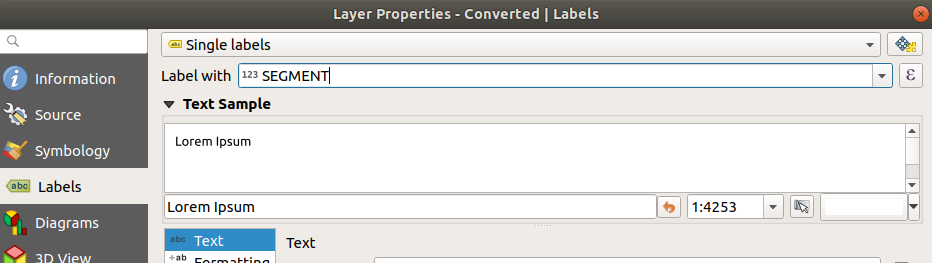 Layer Properties - Converted | Labels
Single labels
Information
Label with 123 SEGMENT ε
Text Sample
Source
Lorem Ipsum
Symbology
abc Labels
Lorem Ipsum 1:4253
Diagrams
abc Text Text
3D View
+ab Formatting